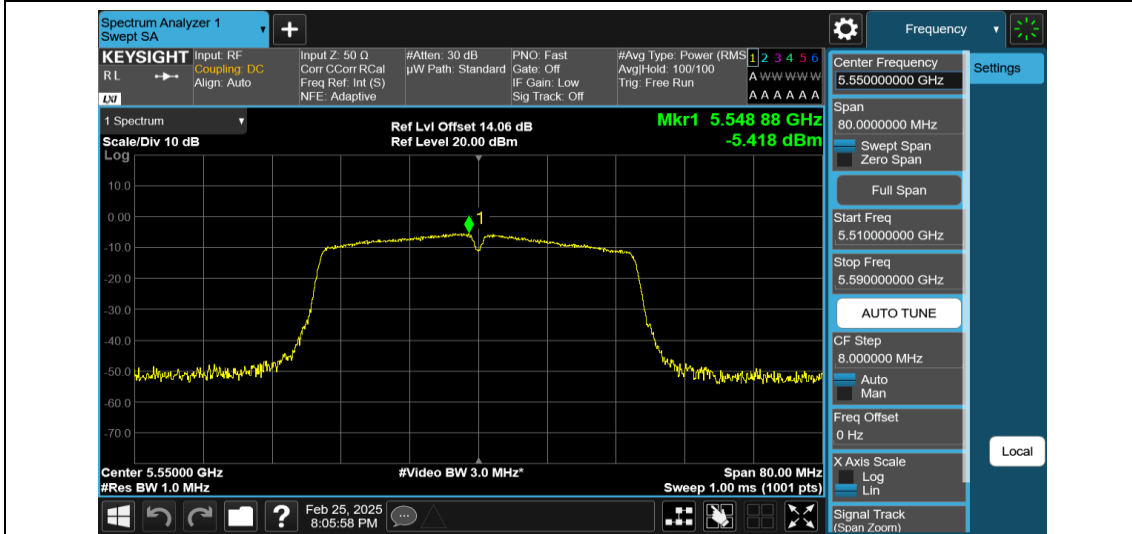 Spectrum Analyzer 1
Swept SA
Frequency
KEYSIGHT
R L
LXI
Input: RF
Coupling: DC
Align: Auto
Input Z: 50 Ω
Corr CCorr RCal
Freq Ref: Int (S)
NFE: Adaptive
#Atten: 30 dB
µW Path: Standard
PNO: Fast
Gate: Off
IF Gain: Low
Sig Track: Off
#Avg Type: Power (RMS
Avg|Hold: 100/100
Trig: Free Run
1 2 3 4 5 6
A W W W W W
A A A A A A
1 Spectrum
Scale/Div 10 dB
Log
Ref Lvl Offset 14.06 dB
Ref Level 20.00 dBm
Mkr1 5.548 88 GHz
-5.418 dBm
10.0
0.00
-10.0
-20.0
-30.0
-40.0
-50.0
-60.0
-70.0
1
Center 5.55000 GHz
#Res BW 1.0 MHz
#Video BW 3.0 MHz*
Span 80.00 MHz
Sweep 1.00 ms (1001 pts)
Center Frequency
5.550000000 GHz
Span
80.0000000 MHz
Swept Span
Zero Span
Full Span
Start Freq
5.510000000 GHz
Stop Freq
5.590000000 GHz
AUTO TUNE
CF Step
8.000000 MHz
Auto
Man
Freq Offset
0 Hz
X Axis Scale
Log
Lin
Signal Track
(Span Zoom)
Settings
Local
?
Feb 25, 2025
8:05:58 PM